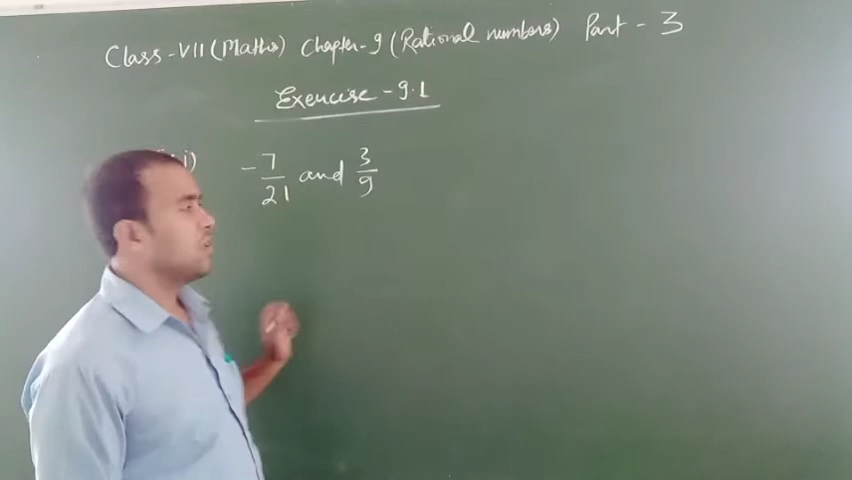 Class-VII (Maths) Chapter-9 (Rational numbers) Part - 3
Exercise - 9.1
-7/21 and 3/9